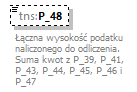 tns:P_48
Łączna wysokość podatku
naliczonego do odliczenia.
Suma kwot z P_39, P_41,
P_43, P_44, P_45, P_46 i
P_47